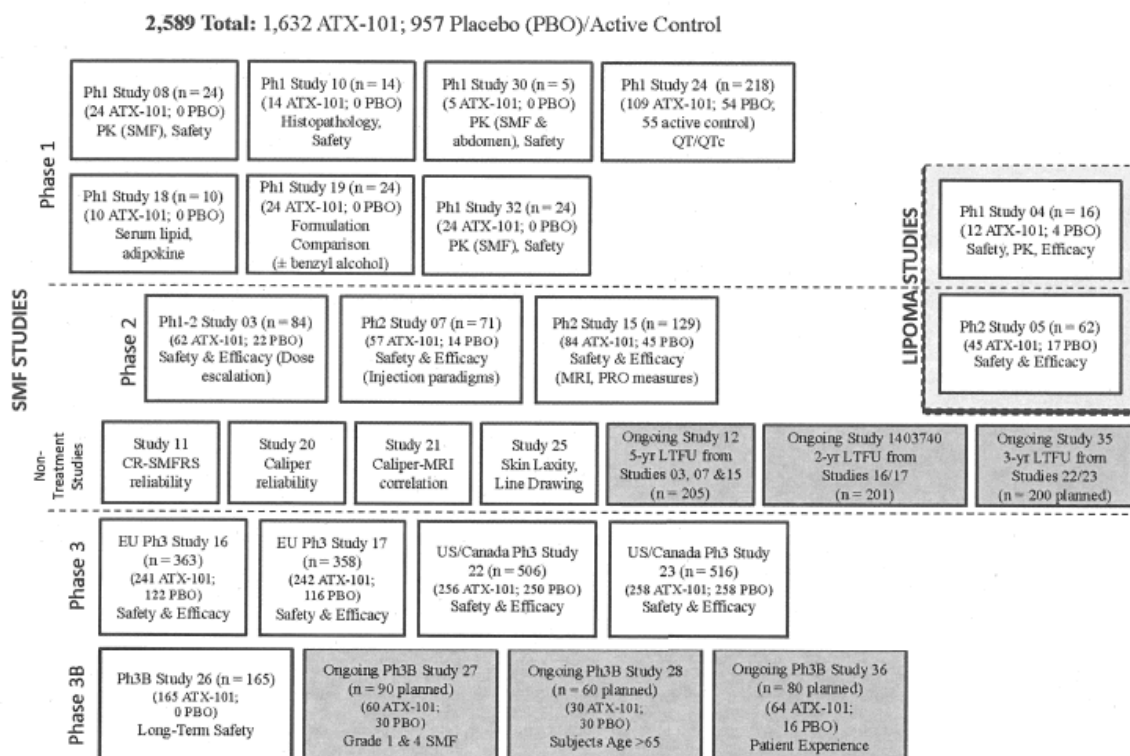 2,589 Total: 1,632 ATX-101; 957 Placebo (PBO)/Active Control
SMF STUDIES
Phase 1
Ph1 Study 08 (n = 24)
(24 ATX-101; 0 PBO)
PK (SMF), Safety
Ph1 Study 10 (n = 14)
(14 ATX-101; 0 PBO)
Histopathology,
Safety
Ph1 Study 30 (n = 5)
(5 ATX-101; 0 PBO)
PK (SMF &
abdomen), Safety
Ph1 Study 24 (n = 218)
(109 ATX-101; 54 PBO;
55 active control)
QT/QTc
Ph1 Study 18 (n = 10)
(10 ATX-101; 0 PBO)
Serum lipid,
adipokine
Ph1 Study 19 (n = 24)
(24 ATX-101; 0 PBO)
Formulation
Comparison
(± benzyl alcohol)
Ph1 Study 32 (n = 24)
(24 ATX-101; 0 PBO)
PK (SMF), Safety
LIPOMA STUDIES
Ph1 Study 04 (n = 16)
(12 ATX-101; 4 PBO)
Safety, PK, Efficacy
Ph2 Study 05 (n = 62)
(45 ATX-101; 17 PBO)
Safety & Efficacy
Phase 2
Ph1-2 Study 03 (n = 84)
(62 ATX-101; 22 PBO)
Safety & Efficacy (Dose
escalation)
Ph2 Study 07 (n = 71)
(57 ATX-101; 14 PBO)
Safety & Efficacy
(Injection paradigms)
Ph2 Study 15 (n = 129)
(84 ATX-101; 45 PBO)
Safety & Efficacy
(MRI, PRO measures)
Non-
Treatment
Studies
Study 11
CR-SMFRS
reliability
Study 20
Caliper
reliability
Study 21
Caliper-MRI
correlation
Study 25
Skin Laxity,
Line Drawing
Ongoing Study 12
5-yr LTFU from
Studies 03, 07 &15
(n = 205)
Ongoing Study 1403740
2-yr LTFU from
Studies 16/17
(n = 201)
Ongoing Study 35
3-yr LTFU from
Studies 22/23
(n = 200 planned)
Phase 3
EU Ph3 Study 16
(n = 363)
(241 ATX-101;
122 PBO)
Safety & Efficacy
EU Ph3 Study 17
(n = 358)
(242 ATX-101;
116 PBO)
Safety & Efficacy
US/Canada Ph3 Study
22 (n = 506)
(256 ATX-101; 250 PBO)
Safety & Efficacy
US/Canada Ph3 Study
23 (n = 516)
(258 ATX-101; 258 PBO)
Safety & Efficacy
Phase 3B
Ph3B Study 26 (n = 165)
(165 ATX-101;
0 PBO)
Long-Term Safety
Ongoing Ph3B Study 27
(n = 90 planned)
(60 ATX-101;
30 PBO)
Grade 1 & 4 SMF
Ongoing Ph3B Study 28
(n = 60 planned)
(30 ATX-101;
30 PBO)
Subjects Age >65
Ongoing Ph3B Study 36
(n = 80 planned)
(64 ATX-101;
16 PBO)
Patient Experience